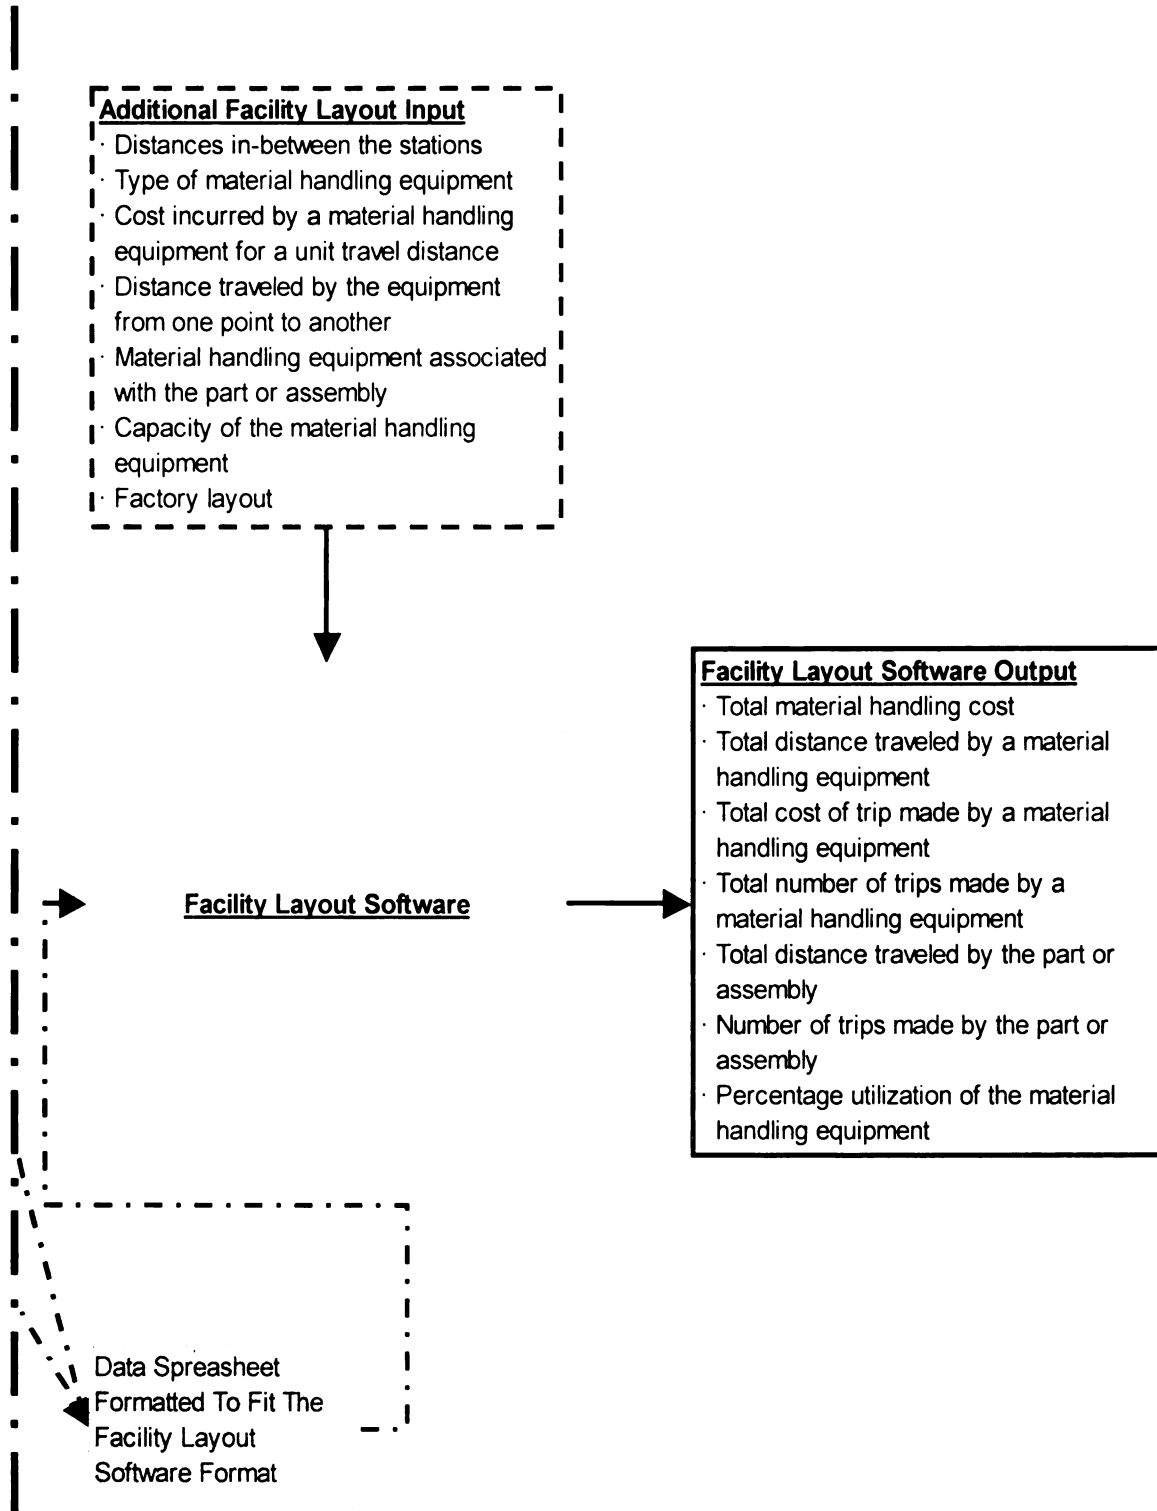 Additional Facility Layout Input
· Distances in-between the stations
· Type of material handling equipment
· Cost incurred by a material handling
equipment for a unit travel distance
· Distance traveled by the equipment
from one point to another
· Material handling equipment associated
with the part or assembly
· Capacity of the material handling
equipment
· Factory layout
Facility Layout Software Output
· Total material handling cost
· Total distance traveled by a material
handling equipment
· Total cost of trip made by a material
handling equipment
· Total number of trips made by a
material handling equipment
· Total distance traveled by the part or
assembly
· Number of trips made by the part or
assembly
· Percentage utilization of the material
handling equipment
Facility Layout Software
Data Spreasheet
Formatted To Fit The
Facility Layout
Software Format